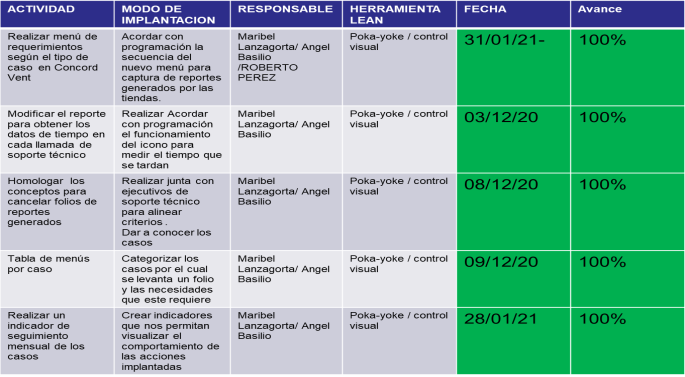 ACTIVIDAD
MODO DE
IMPLANTACION
RESPONSABLE
HERRAMIENTA
LEAN
FECHA
Avance
Realizar menú de
requerimientos
según el tipo de
caso en Concord
Vent
Acordar con
programación la
secuencia del
nuevo menú para
captura de reportes
generados por las
tiendas.
Maribel
Lanzagorta/ Angel
Basilio
/ROBERTO
PEREZ
Poka-yoke / control
visual
31/01/21-
100%
Modificar el reporte
para obtener los
datos de tiempo en
cada llamada de
soporte técnico
Realizar Acordar
con programación
el funcionamiento
del icono para
medir el tiempo que
se tardan
Maribel
Lanzagorta/ Angel
Basilio
Poka-yoke / control
visual
03/12/20
100%
Homologar los
conceptos para
cancelar folios de
reportes
generados
Realizar junta con
ejecutivos de
soporte técnico
para alinear
criterios .
Dar a conocer los
casos
Maribel
Lanzagorta/ Angel
Basilio
Poka-yoke / control
visual
08/12/20
100%
Tabla de menús
por caso
Categorizar los
casos por el cual
se levanta un folio
y las necesidades
que este requiere
Maribel
Lanzagorta/ Angel
Basilio
Poka-yoke / control
visual
09/12/20
100%
Realizar un
indicador de
seguimiento
mensual de los
casos
Crear indicadores
que nos permitan
visualizar el
comportamiento de
las acciones
implantadas
Maribel
Lanzagorta/ Angel
Basilio
Poka-yoke / control
visual
28/01/21
100%